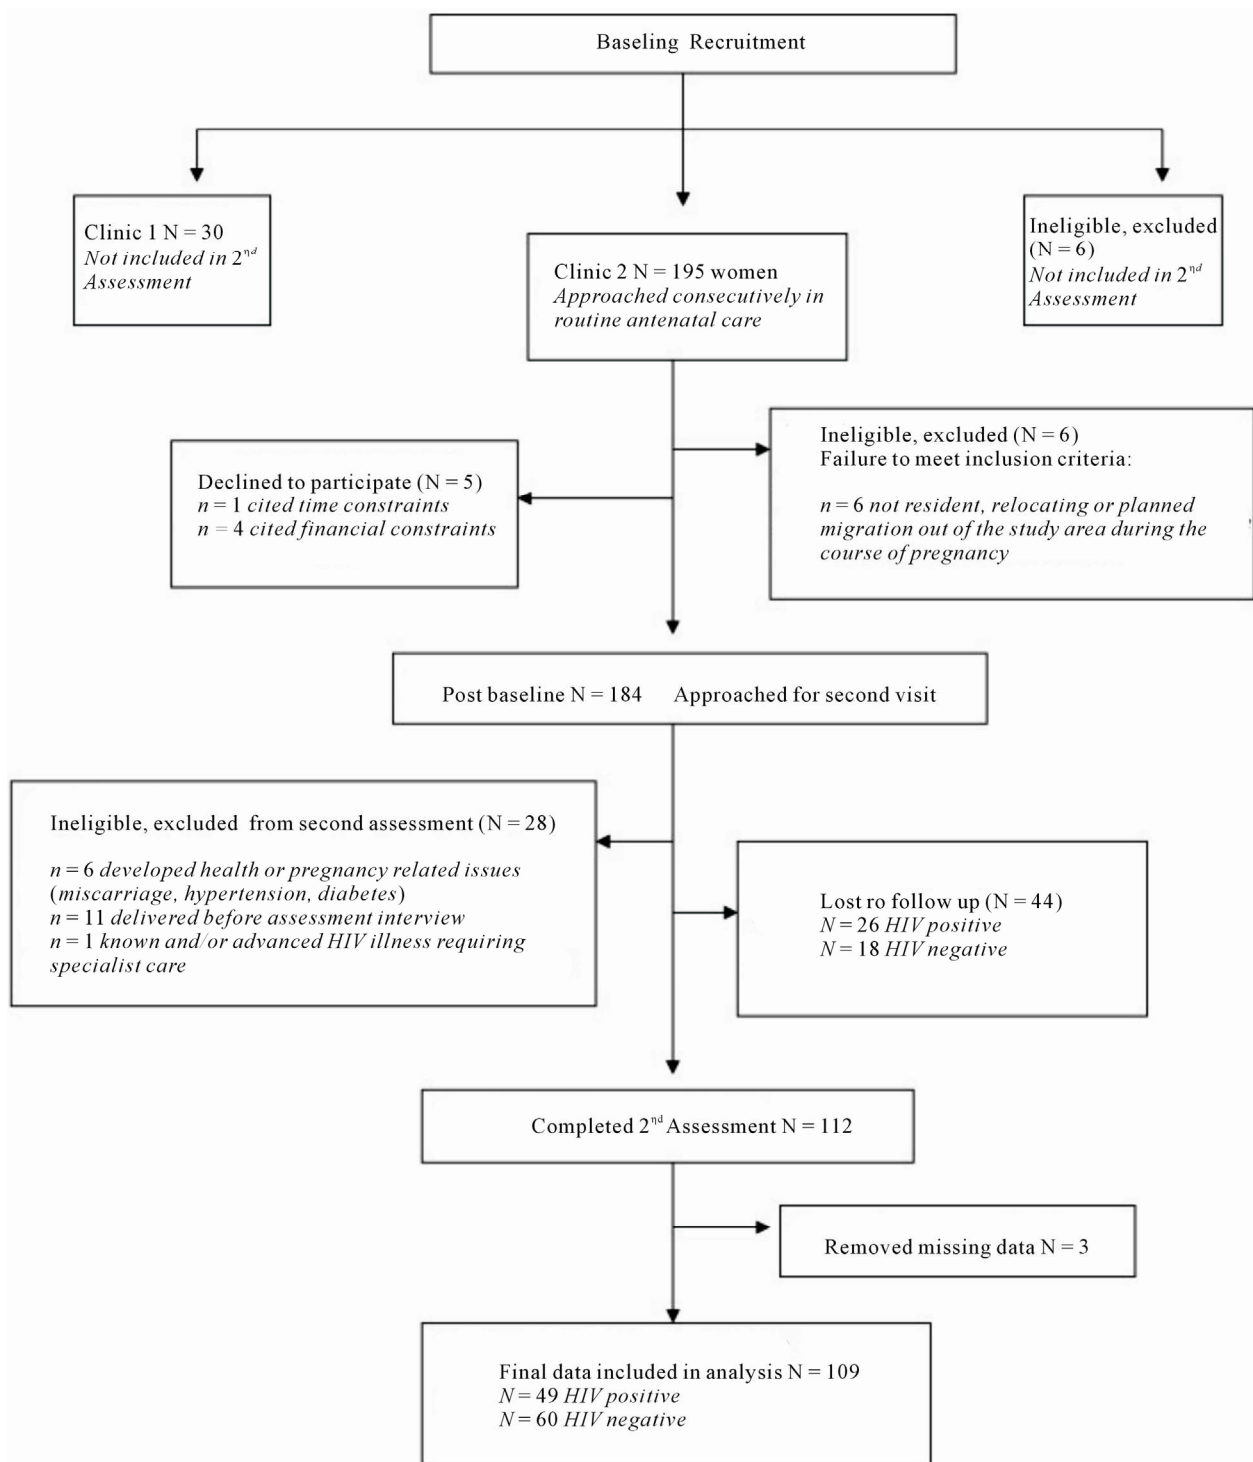 Baseling Recruitment
Clinic 1 N = 30
Not included in 2ηd
Assessment
Clinic 2 N = 195 women
Approached consecutively in
routine antenatal care
Ineligible, excluded
(N = 6)
Not included in 2ηd
Assessment
Declined to participate (N = 5)
n = 1 cited time constraints
n = 4 cited financial constraints
Ineligible, excluded (N = 6)
Failure to meet inclusion criteria:
n = 6 not resident, relocating or planned
migration out of the study area during the
course of pregnancy
Post baseline N = 184 Approached for second visit
Ineligible, excluded from second assessment (N = 28)
n = 6 developed health or pregnancy related issues
(miscarriage, hypertension, diabetes)
n = 11 delivered before assessment interview
n = 1 known and/or advanced HIV illness requiring
specialist care
Lost ro follow up (N = 44)
N = 26 HIV positive
N = 18 HIV negative
Completed 2ηd Assessment N = 112
Removed missing data N = 3
Final data included in analysis N = 109
N = 49 HIV positive
N = 60 HIV negative